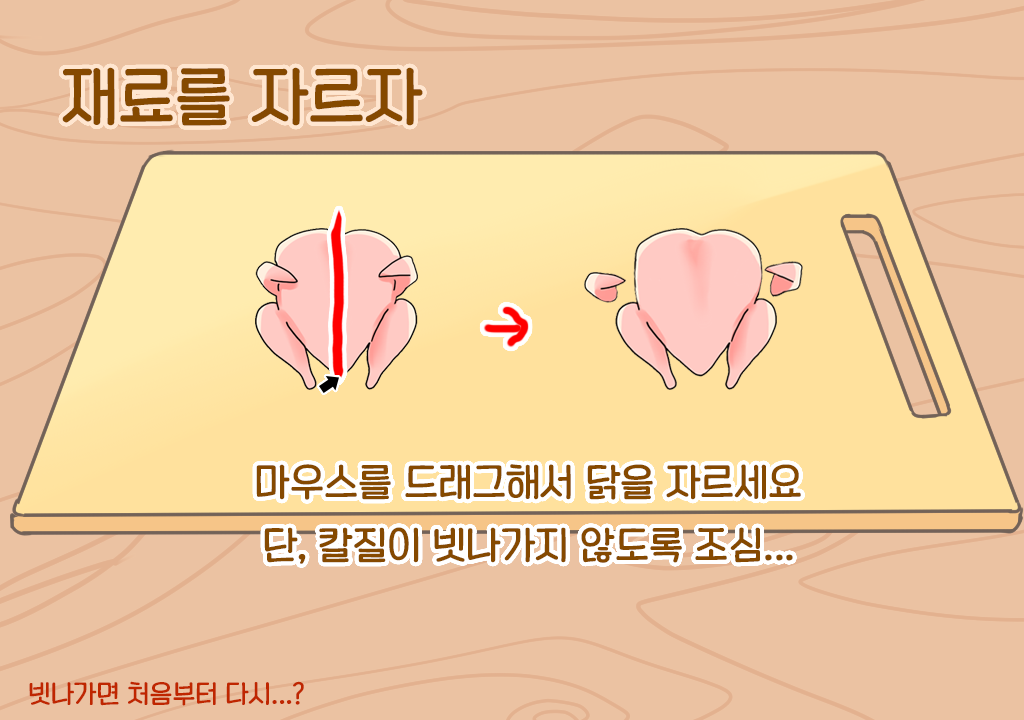 재료를 자르자
마우스를 드래그해서 닭을 자르세요
단, 칼질이 빗나가지 않도록 조심...
빗나가면 처음부터 다시...?